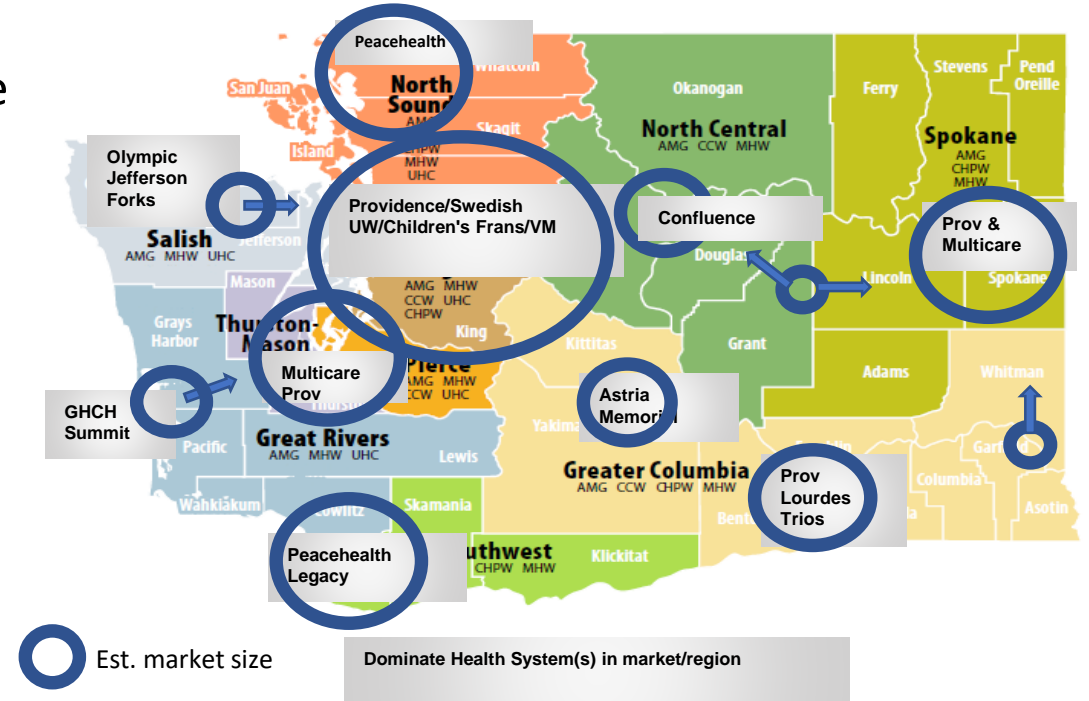 e
Peacehealth
San Juan
Whatcom
North
Sound
Island
Skagit
CHPW
MHW
UHC
Okanogan
North Central
AMG CCW MHW
Ferry
Stevens
Pend
Oreille
Spokane
AMG
CHPW
MHW
Olympic
Jefferson
Forks
Providence/Swedish
UW/Children's Frans/VM
Confluence
Prov &
Multicare
Salish
AMG MHW UHC
Jefferson
Douglas
Lincoln
Spokane
Mason
AMG MHW
CCW UHC
CHPW
King
Grays
Harbor
Thurston-
Mason
Kittitas
Grant
Adams
Whitman
Multicare
Prov
Pierce
AMG MHW
CCW UHC
Thurston
Astria
Memorial
GHCH
Summit
Pacific
Great Rivers
AMG MHW UHC
Lewis
Yakima
Greater Columbia
AMG CCW CHPW MHW
Prov
Lourdes
Trios
Columbia
Garfield
Asotin
Wahkiakum
Cowlitz
Skamania
Peacehealth
Legacy
uthwest
CHPW MHW
Klickitat
Est. market size
Dominate Health System(s) in market/region